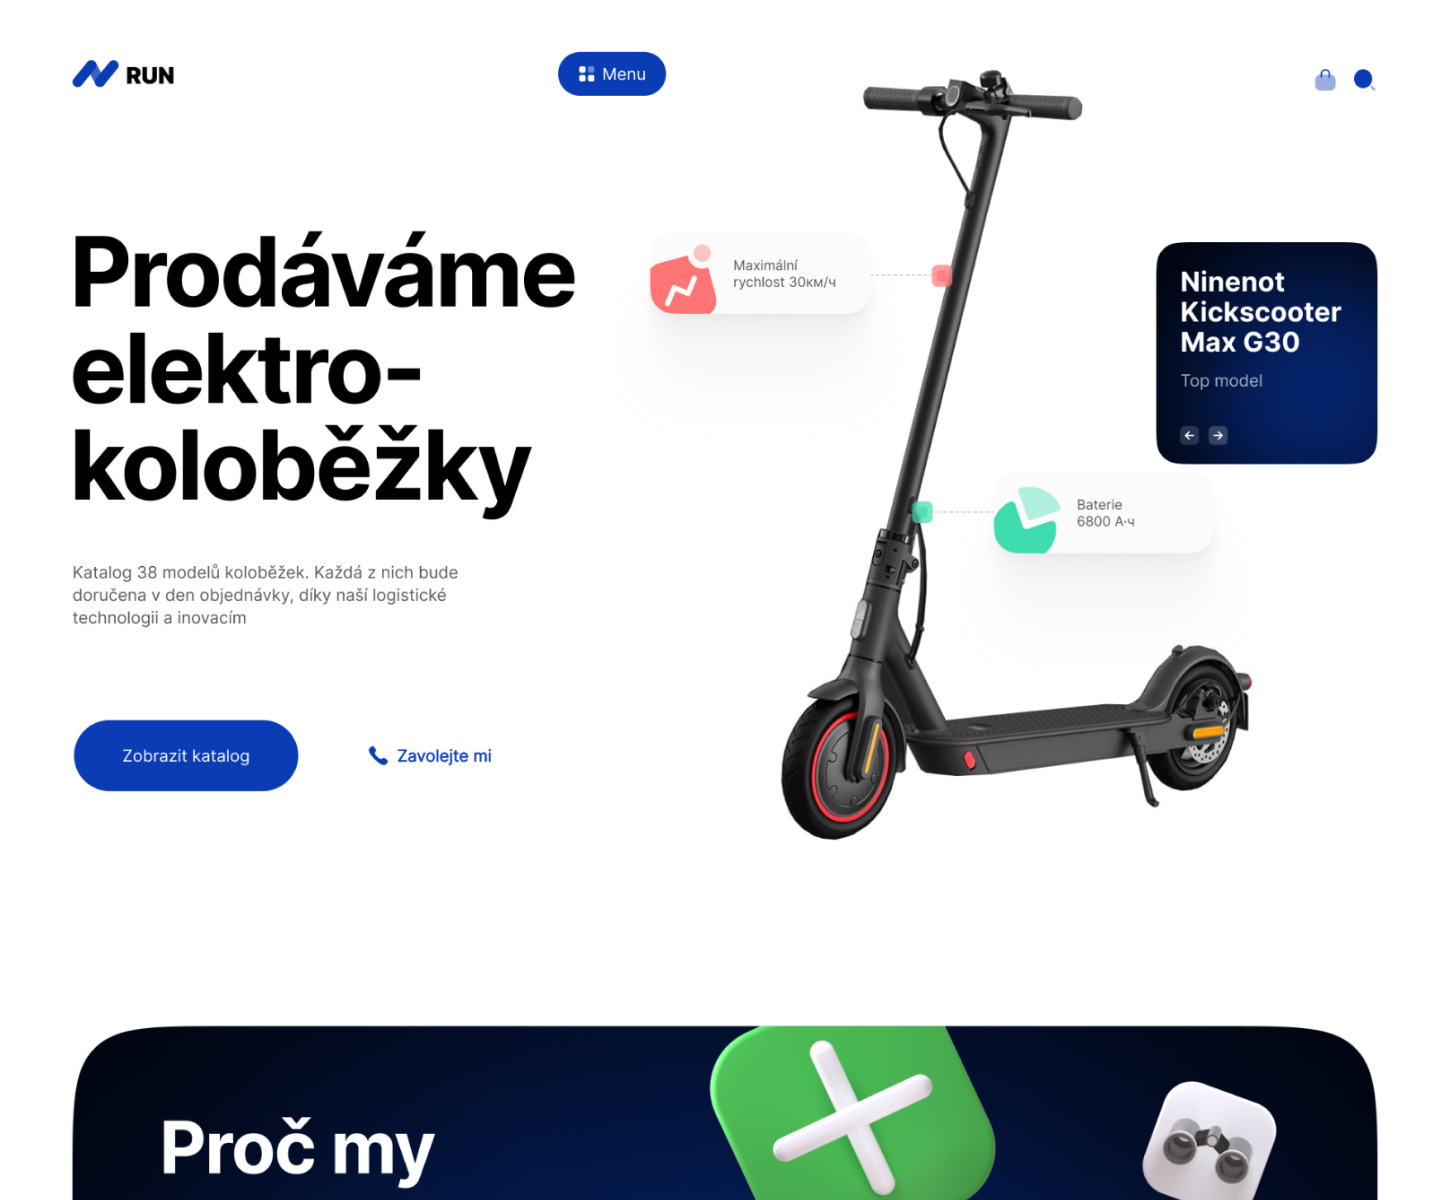 RUN
Menu
Prodáváme
elektro-
koloběžky
Maximální
rychlost 30км/ч
Ninenot
Kickscooter
Max G30
Top model
Baterie
6800 А·ч
Katalog 38 modelů koloběžek. Každá z nich bude
doručena v den objednávky, díky naší logistické
technologii a inovacím
Zobrazit katalog
Zavolejte mi
Proč my